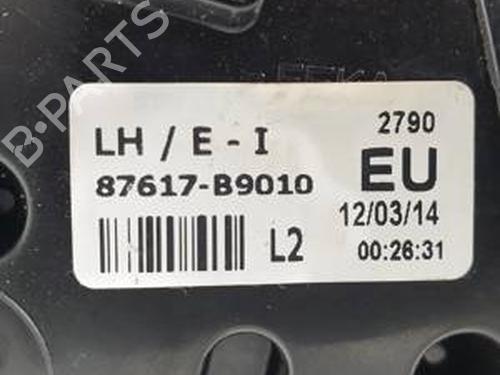 B-PARTS
LH / E - I
87617-B9010
L2
2790
EU
12/03/14
00:26:31